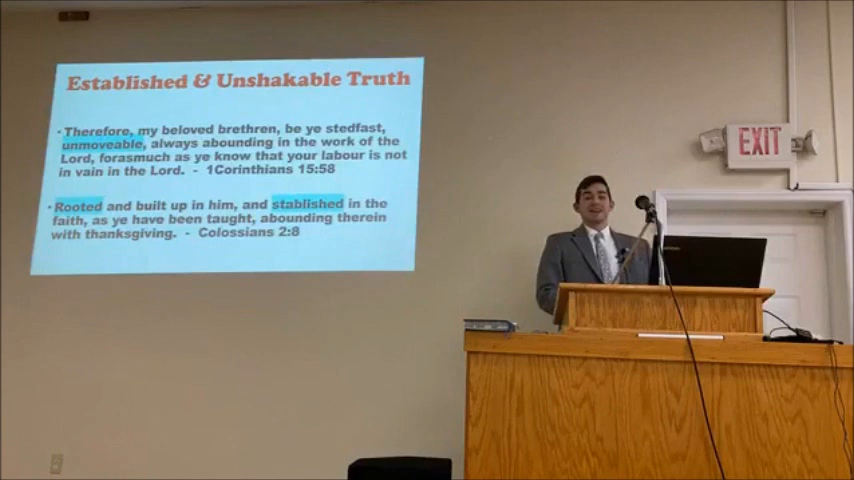 Established & Unshakable Truth
• Therefore, my beloved brethren, be ye stedfast,
unmoveable, always abounding in the work of the
Lord, forasmuch as ye know that your labour is not
in vain in the Lord. - 1Corinthians 15:58
• Rooted and built up in him, and stablished in the
faith, as ye have been taught, abounding therein
with thanksgiving. - Colossians 2:8
EXIT